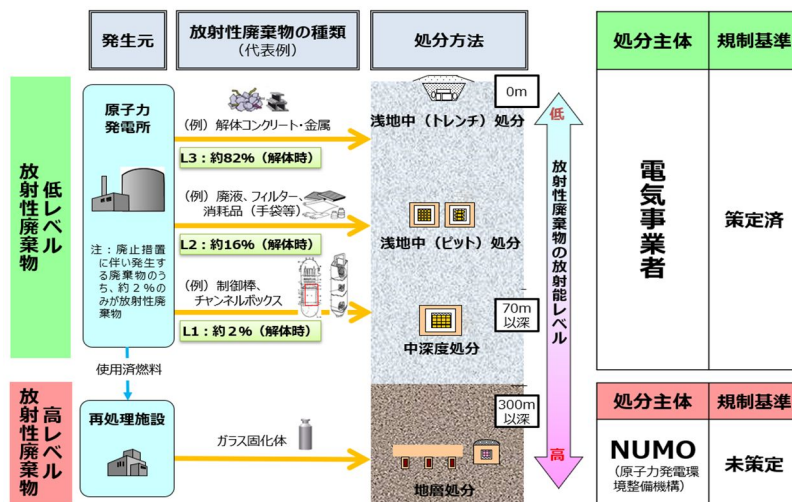 発生元
放射性廃棄物の種類
(代表例)
処分方法
処分主体
規制基準
低レベル
放射性廃棄物
原子力
発電所
注:廃止措置
に伴い発生す
る廃棄物のう
ち、約2%の
みが放射性廃
棄物
(例)解体コンクリート・金属
L3:約82%(解体時)
(例)廃液、フィルター、
消耗品(手袋等)
L2:約16%(解体時)
(例)制御棒、
チャンネルボックス
L1:約2%(解体時)
0m
浅地中(トレンチ)処分
浅地中(ピット)処分
70m
以深
中深度処分
低
放射性廃棄物の放射能レベル
高
電気事業者
策定済
使用済燃料
高レベル
放射性廃棄物
再処理施設
ガラス固化体
300m
以深
地層処分
処分主体
規制基準
NUMO
(原子力発電環
境整備機構)
未策定